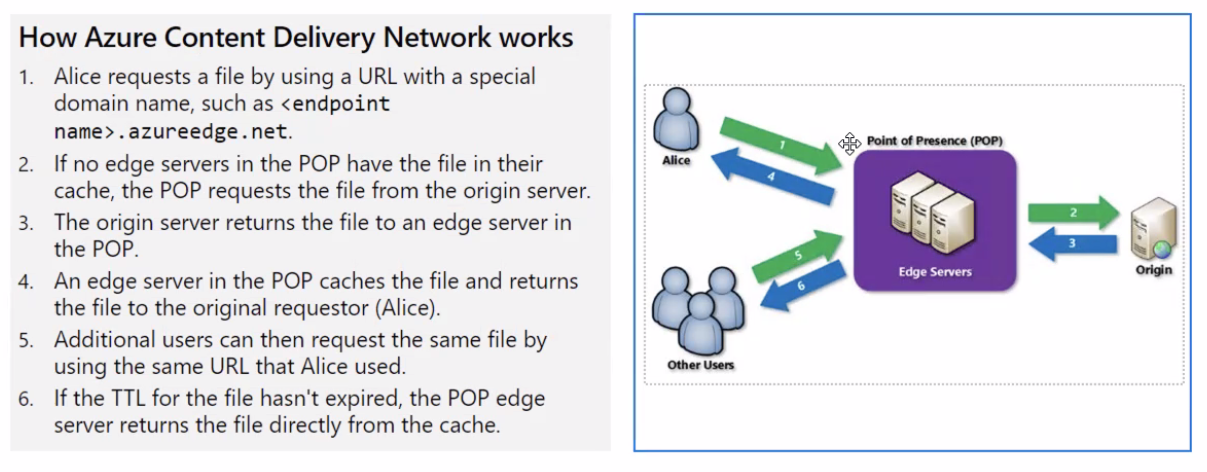 How Azure Content Delivery Network works
1. Alice requests a file by using a URL with a special
domain name, such as <endpoint
name>.azureedge.net.
2. If no edge servers in the POP have the file in their
cache, the POP requests the file from the origin server.
3. The origin server returns the file to an edge server in
the POP.
4. An edge server in the POP caches the file and returns
the file to the original requestor (Alice).
5. Additional users can then request the same file by
using the same URL that Alice used.
6. If the TTL for the file hasn't expired, the POP edge
server returns the file directly from the cache.
Alice
1
4
Point of Presence (POP)
Edge Servers
2
3
Origin
5
6
Other Users